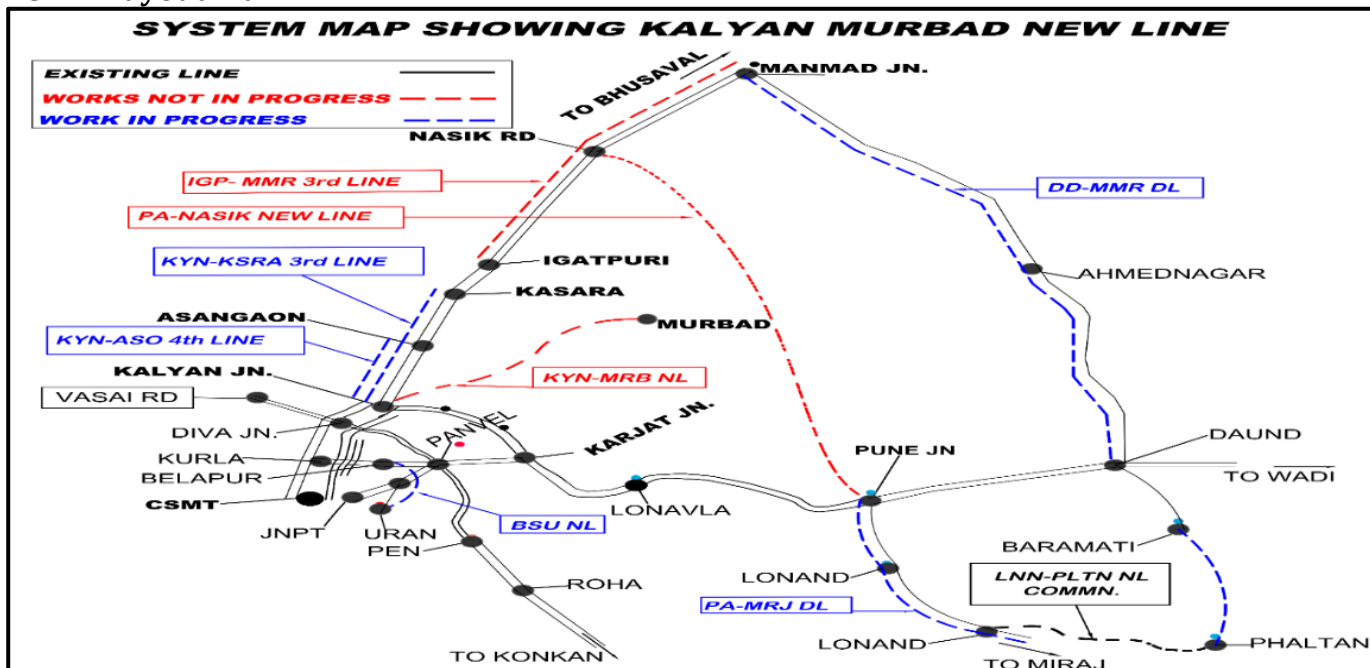 SYSTEM MAP SHOWING KALYAN MURBAD NEW LINE
EXISTING LINE
WORKS NOT IN PROGRESS
WORK IN PROGRESS
TO BHUSAVAL
MANMAD JN.
NASIK RD
IGP- MMR 3rd LINE
DD-MMR DL
PA-NASIK NEW LINE
KYN-KSRA 3rd LINE
IGATPURI
AHMEDNAGAR
KASARA
ASANGAON
MURBAD
KYN-ASO 4th LINE
KALYAN JN.
KYN-MRB NL
VASAI RD
DIVA JN.
PANVEL
KARJAT JN.
DAUND
KURLA
PUNE JN
BELAPUR
TO WADI
CSMT
LONAVLA
JNPT
URAN
BSU NL
PEN
BARAMATI
LONAND
LNN-PLTN NL
COMMN.
ROHA
PA-MRJ DL
LONAND
PHALTAN
TO KONKAN
TO MIRAJ